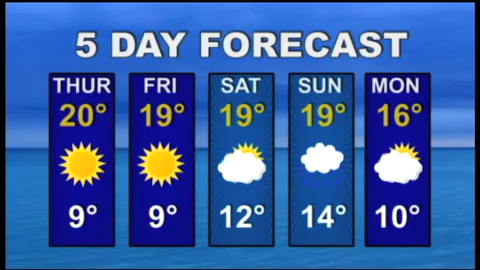 5 DAY FORECAST
THUR FRI SAT SUN MON
20° 19° 19° 19° 16°
9° 9° 12° 14° 10°